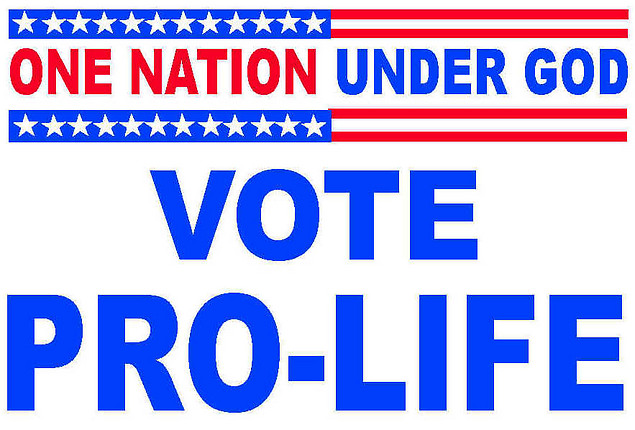 ONE NATION UNDER GOD
VOTE
PRO-LIFE